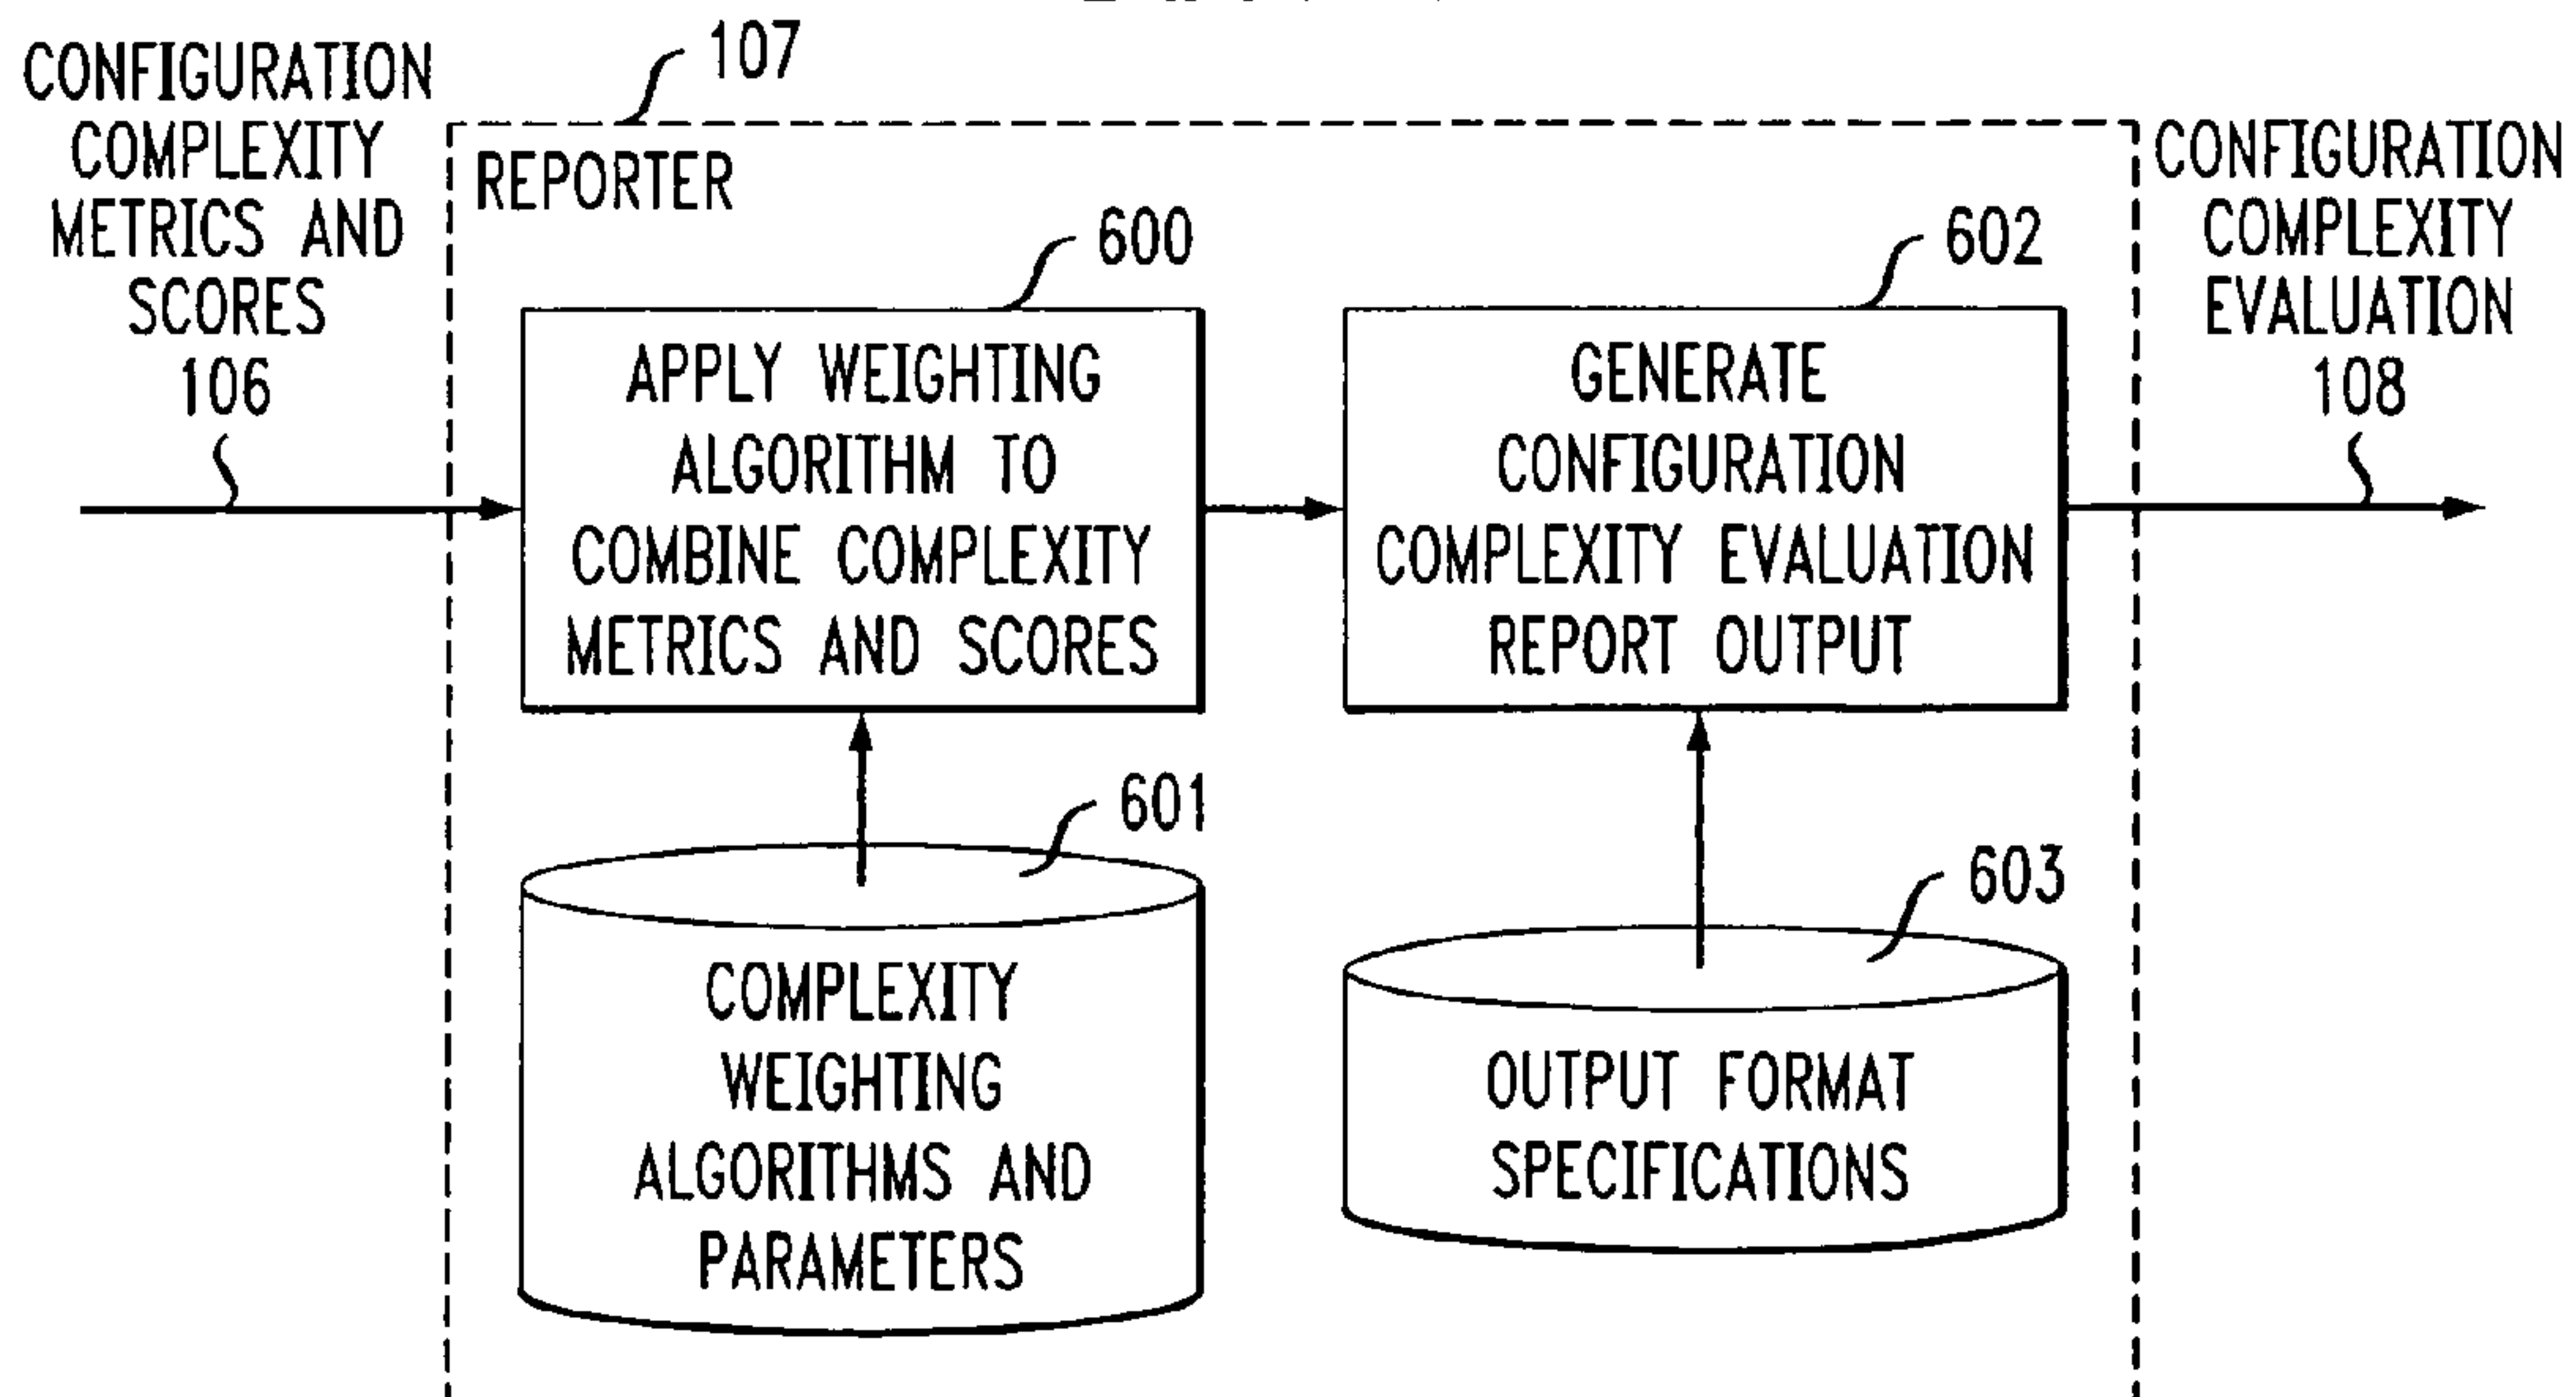 107
CONFIGURATION
COMPLEXITY
METRICS AND
SCORES
106
REPORTER
CONFIGURATION
COMPLEXITY
EVALUATION
108
600
APPLY WEIGHTING
ALGORITHM TO
COMBINE COMPLEXITY
METRICS AND SCORES
602
GENERATE
CONFIGURATION
COMPLEXITY EVALUATION
REPORT OUTPUT
601
COMPLEXITY
WEIGHTING
ALGORITHMS AND
PARAMETERS
603
OUTPUT FORMAT
SPECIFICATIONS